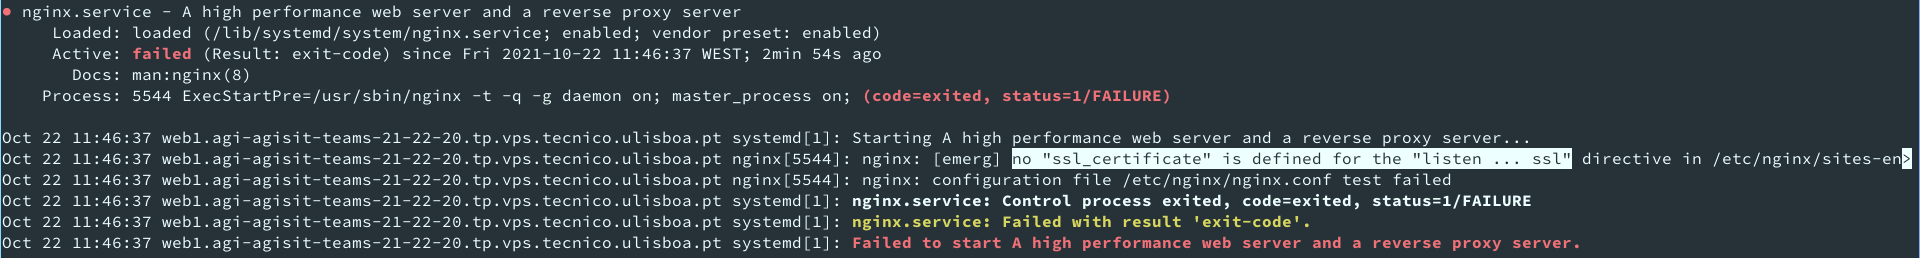 ● nginx.service - A high performance web server and a reverse proxy server
     Loaded: loaded (/lib/systemd/system/nginx.service; enabled; vendor preset: enabled)
     Active: failed (Result: exit-code) since Fri 2021-10-22 11:46:37 WEST; 2min 54s ago
       Docs: man:nginx(8)
    Process: 5544 ExecStartPre=/usr/sbin/nginx -t -q -g daemon on; master_process on; (code=exited, status=1/FAILURE)

Oct 22 11:46:37 web1.agi-agisit-teams-21-22-20.tp.vps.tecnico.ulisboa.pt systemd[1]: Starting A high performance web server and a reverse proxy server...
Oct 22 11:46:37 web1.agi-agisit-teams-21-22-20.tp.vps.tecnico.ulisboa.pt nginx[5544]: nginx: [emerg] no "ssl_certificate" is defined for the "listen ... ssl" directive in /etc/nginx/sites-en>
Oct 22 11:46:37 web1.agi-agisit-teams-21-22-20.tp.vps.tecnico.ulisboa.pt nginx[5544]: nginx: configuration file /etc/nginx/nginx.conf test failed
Oct 22 11:46:37 web1.agi-agisit-teams-21-22-20.tp.vps.tecnico.ulisboa.pt systemd[1]: nginx.service: Control process exited, code=exited, status=1/FAILURE
Oct 22 11:46:37 web1.agi-agisit-teams-21-22-20.tp.vps.tecnico.ulisboa.pt systemd[1]: nginx.service: Failed with result 'exit-code'.
Oct 22 11:46:37 web1.agi-agisit-teams-21-22-20.tp.vps.tecnico.ulisboa.pt systemd[1]: Failed to start A high performance web server and a reverse proxy server.